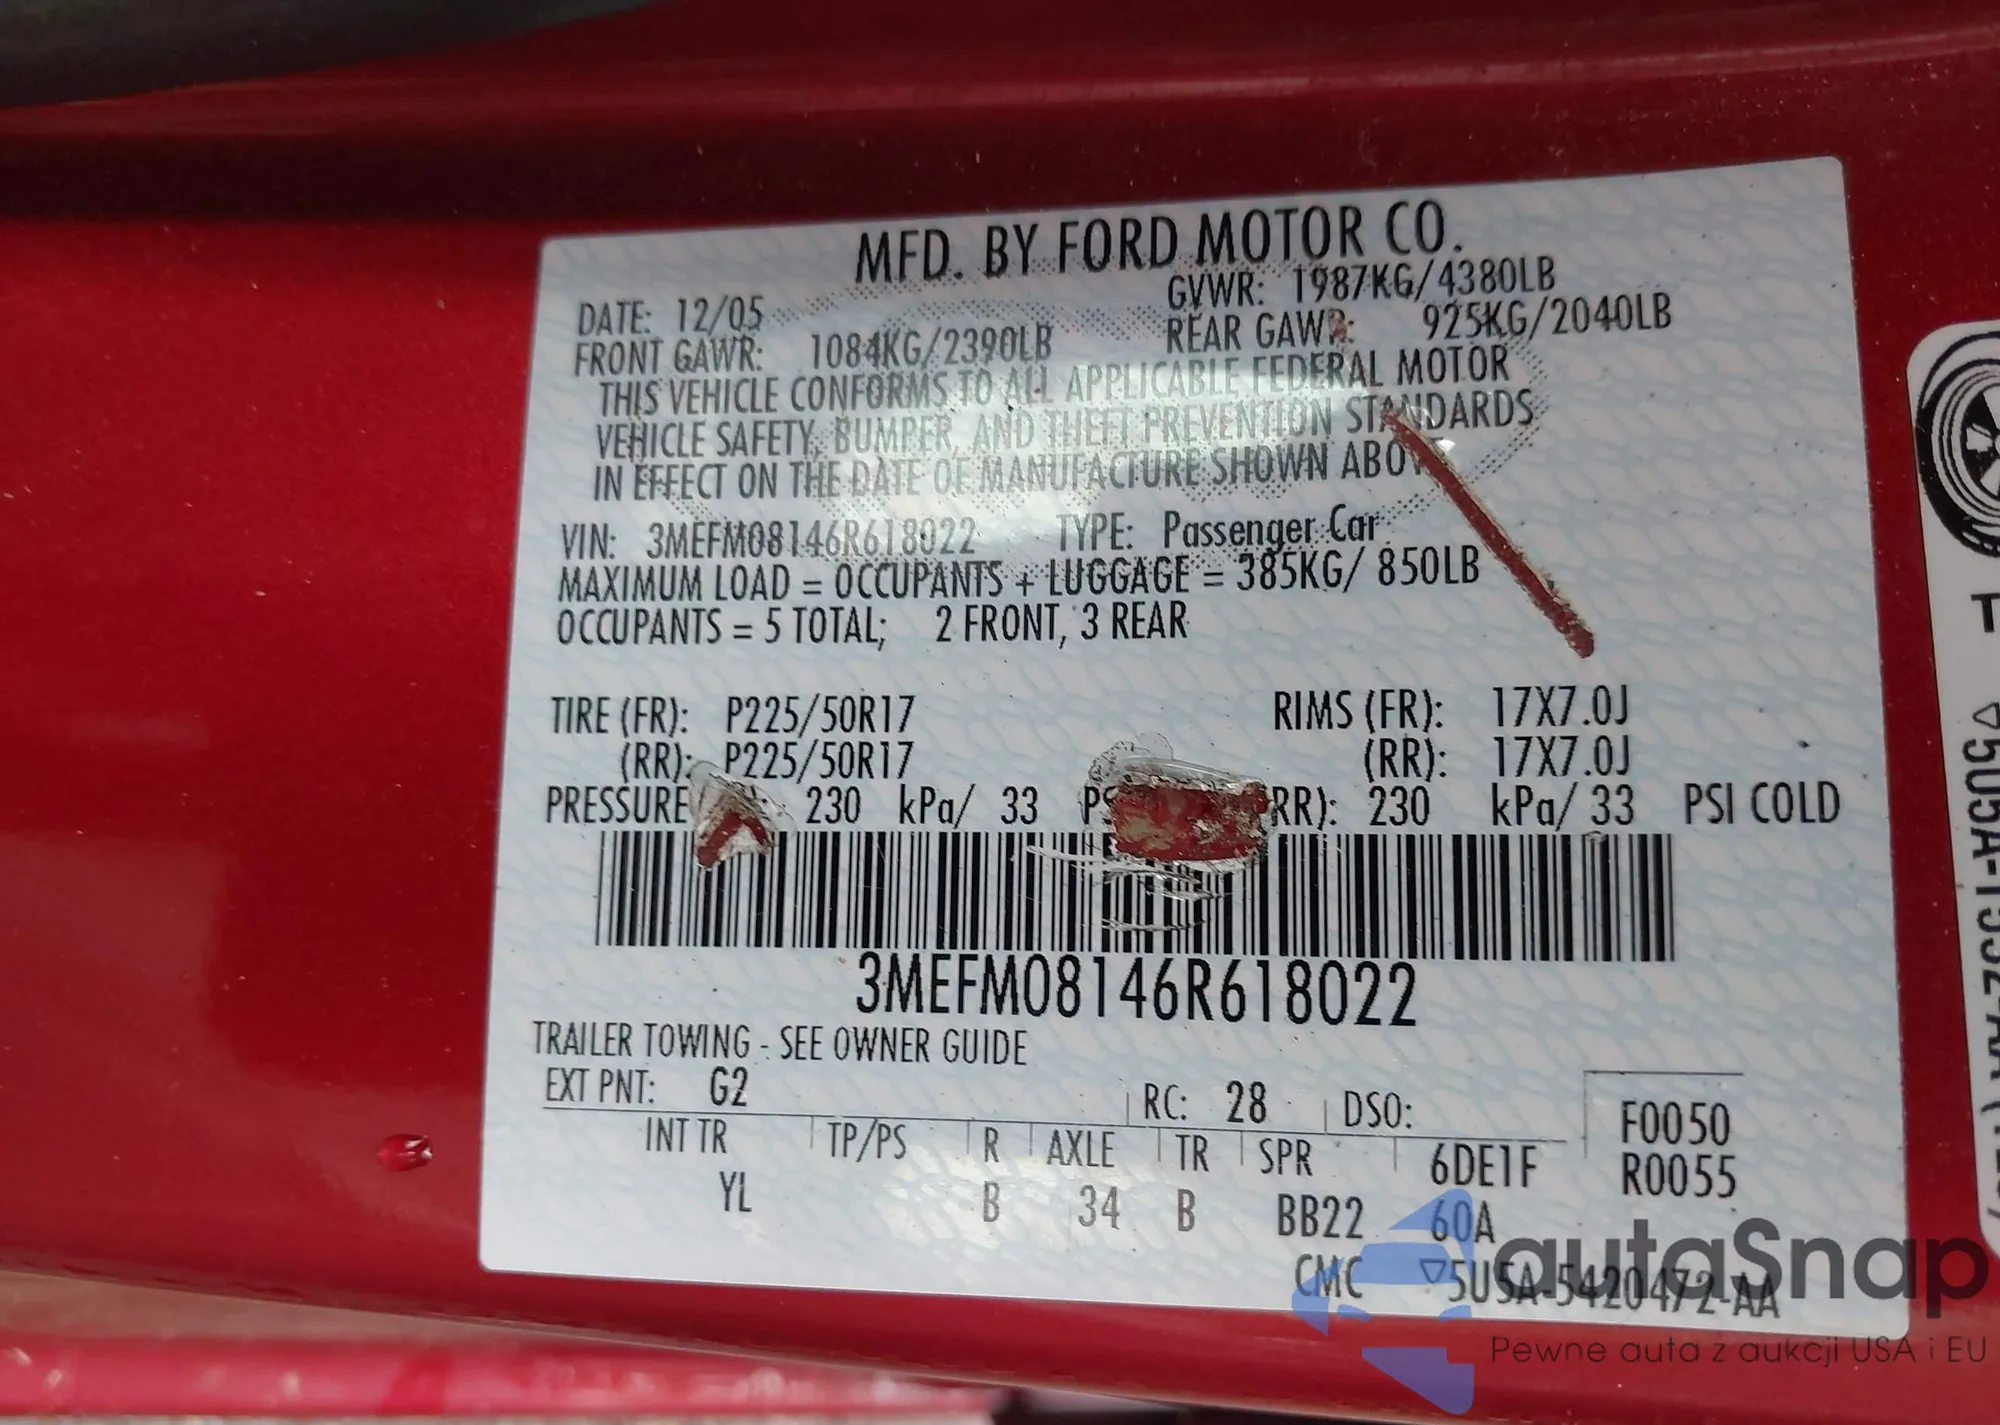 MFD. BY FORD MOTOR CO.
DATE: 12/05 GVWR: 1987KG/4380LB
FRONT GAWR: 1084KG/2390LB REAR GAWR: 925KG/2040LB
THIS VEHICLE CONFORMS TO ALL APPLICABLE FEDERAL MOTOR
VEHICLE SAFETY, BUMPER, AND THEFT PREVENTION STANDARDS
IN EFFECT ON THE DATE OF MANUFACTURE SHOWN ABOV
VIN: 3MEFM08146R618022 TYPE: Passenger Car
MAXIMUM LOAD = OCCUPANTS + LUGGAGE = 385KG/ 850LB
OCCUPANTS = 5 TOTAL; 2 FRONT, 3 REAR
TIRE (FR): P225/50R17 RIMS (FR): 17X7.0J
(RR): P225/50R17 (RR): 17X7.0J
PRESSURE 230 kPa/ 33 PS RR): 230 kPa/ 33 PSI COLD
3MEFM08146R618022
TRAILER TOWING - SEE OWNER GUIDE
EXT PNT: G2 RC: 28 DSO: F0050
INT TR TP/PS R AXLE TR SPR 6DE1F R0055
YL B 34 B BB22 60A
CMC ▽5U5A-5420472-AA
T
autaSnap
Pewne auta z aukcji USA i EU